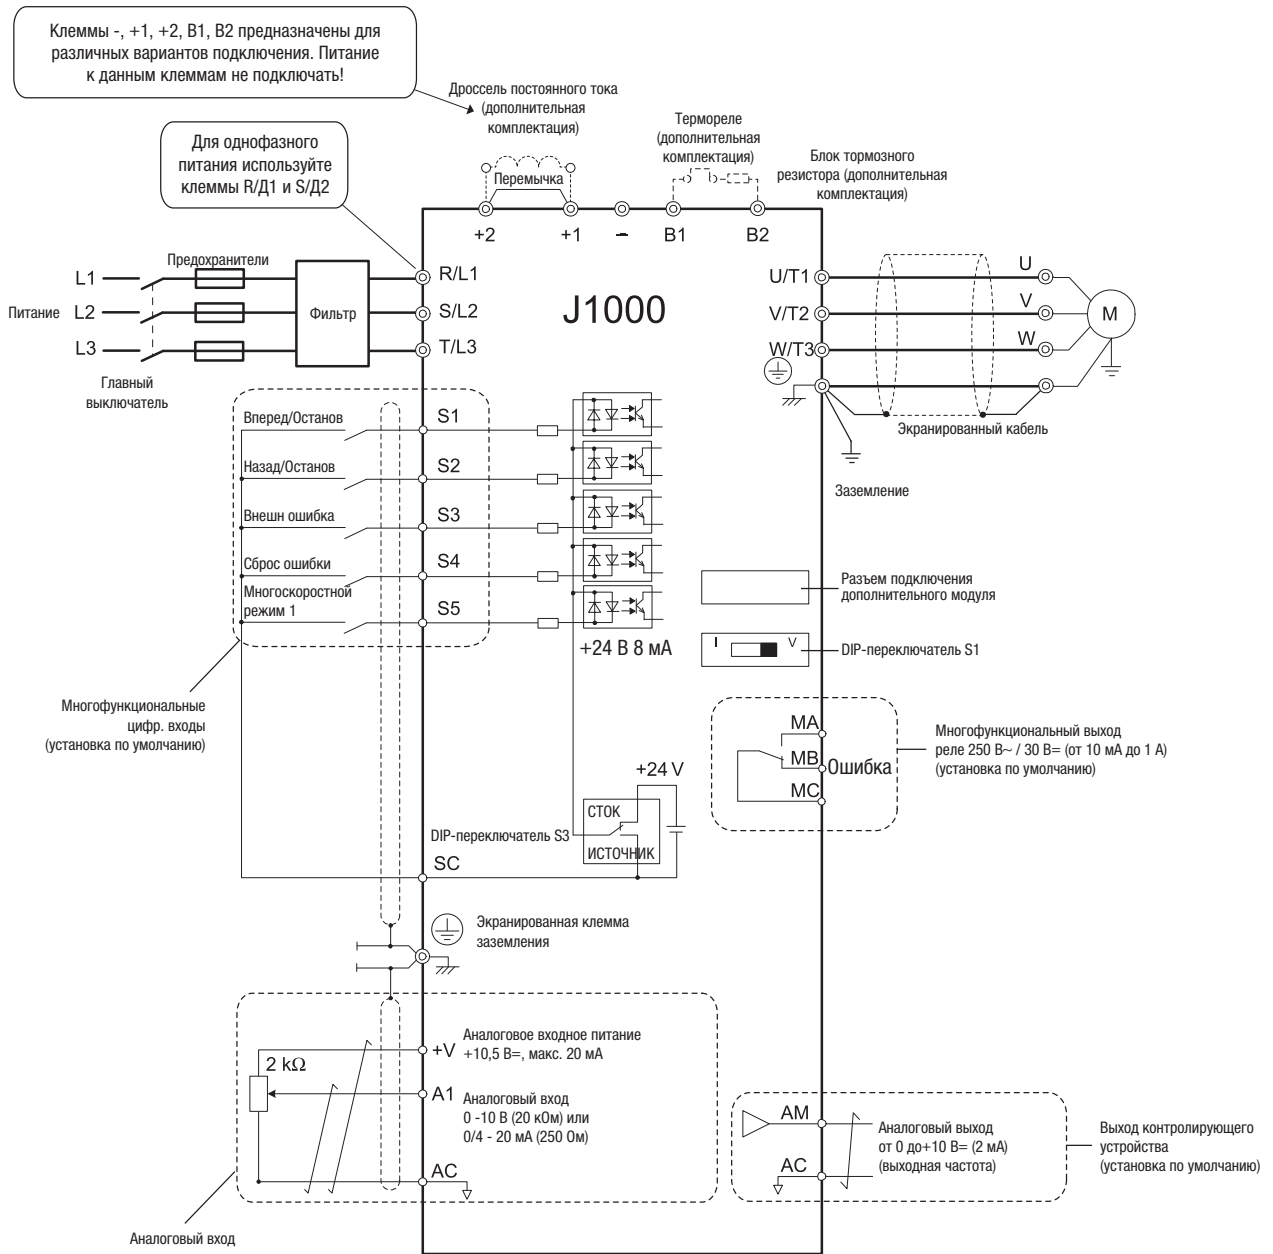 Клеммы -, +1, +2, B1, B2 предназначены для
различных вариантов подключения. Питание
к данным клеммам не подключать!
Дроссель постоянного тока
(дополнительная
комплектация)
Термореле
(дополнительная
комплектация)
Блок тормозного
резистора (дополнительная
комплектация)
Для однофазного
питания используйте
клеммы R/Д1 и S/Д2
Перемычка
+2
+1
–
B1
B2
Предохранители
Питание
L1
L2
L3
Фильтр
Главный
выключатель
R/L1
S/L2
T/L3
J1000
U/T1
V/T2
W/T3
U
V
W
M
Экранированный кабель
Заземление
Вперед/Останов
S1
Назад/Останов
S2
Внешн ошибка
S3
Сброс ошибки
S4
Многоскоростной
режим 1
S5
+24 В 8 мА
Разъем подключения
дополнительного модуля
I
V
DIP-переключатель S1
Многофункциональные
цифр. входы
(установка по умолчанию)
MA
MB
MC
Ошибка
Многофункциональный выход
реле 250 В~ / 30 В= (от 10 мА до 1 А)
(установка по умолчанию)
+24 V
СТОК
ИСТОЧНИК
DIP-переключатель S3
SC
Экранированная клемма
заземления
2 kΩ
+V
Аналоговое входное питание
+10,5 В=, макс. 20 мА
A1
Аналоговый вход
0 -10 В (20 кОм) или
0/4 - 20 мА (250 Ом)
AC
Аналоговый вход
AM
AC
Аналоговый выход
от 0 до+10 В= (2 мА)
(выходная частота)
Выход контролирующего
устройства
(установка по умолчанию)